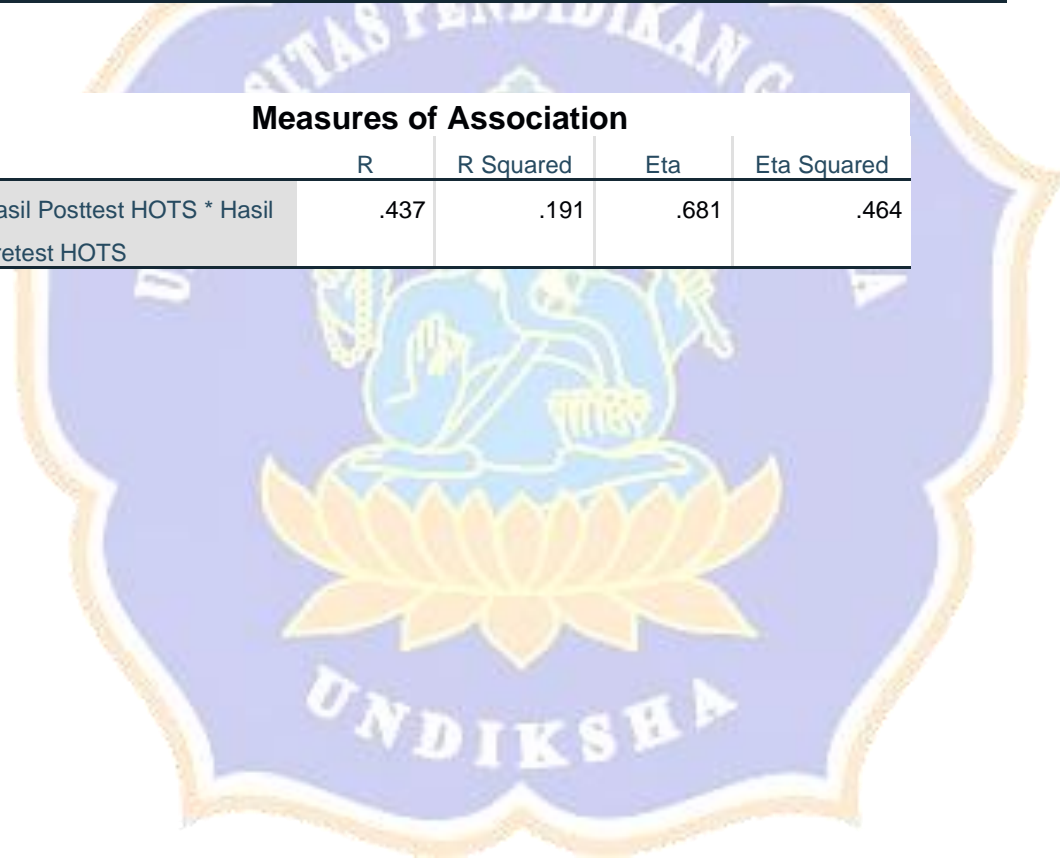 Measures of Association
R R Squared Eta Eta Squared
Posttest HOTS * Hasil .437 .191 .681 .464
HOTS
UNDIKSHA